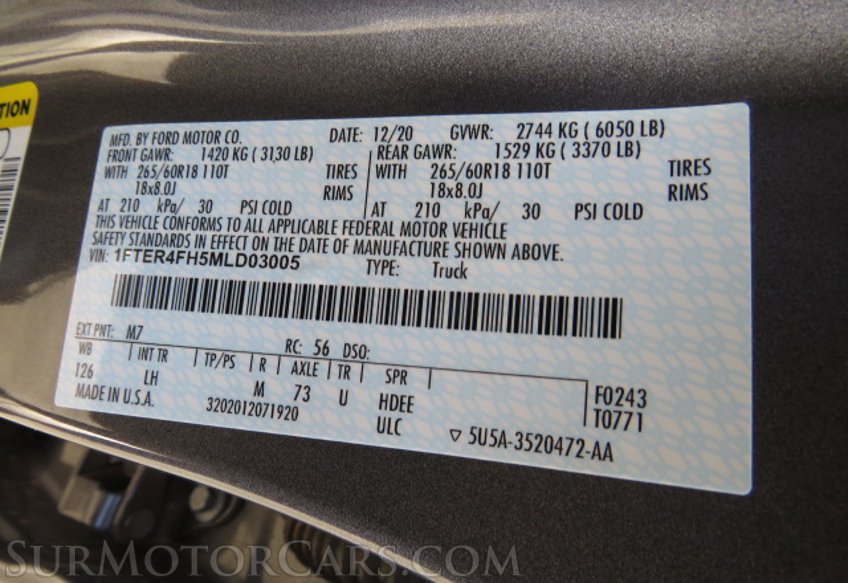 TION
MFD. BY FORD MOTOR CO. DATE: 12/20 GVWR: 2744 KG ( 6050 LB)
FRONT GAWR: 1420 KG ( 3130 LB) REAR GAWR: 1529 KG ( 3370 LB)
WITH 265/60R18 110T TIRES WITH 265/60R18 110T TIRES
18x8.0J RIMS 18x8.0J RIMS
AT 210 kPa/ 30 PSI COLD AT 210 kPa/ 30 PSI COLD
THIS VEHICLE CONFORMS TO ALL APPLICABLE FEDERAL MOTOR VEHICLE
SAFETY STANDARDS IN EFFECT ON THE DATE OF MANUFACTURE SHOWN ABOVE.
VIN: 1FTER4FH5MLD03005 TYPE: Truck
EXT PNT: M7 RC: 56 DSO:
WB INT TR TP/PS R AXLE TR SPR
126 LH M 73 U HDEE F0243
MADE IN U.S.A. 3202012071920 ULC T0771
5U5A-3520472-AA
SURMOTORCARS.COM